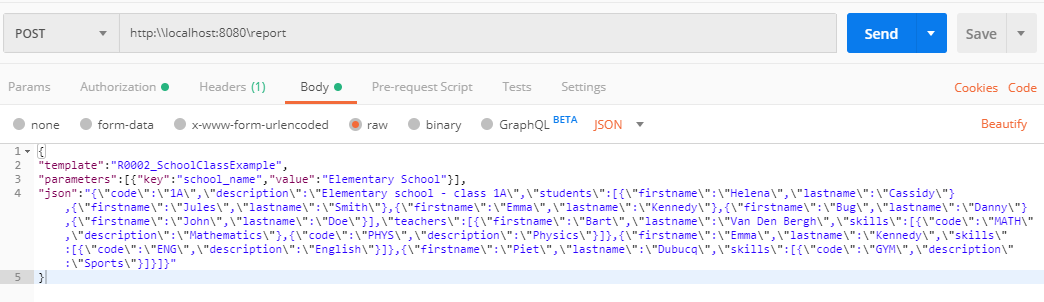 POST http:\\localhost:8080\report Send Save
Params Authorization Headers (1) Body Pre-request Script Tests Settings Cookies Code
none form-data x-www-form-urlencoded raw binary GraphQL BETA JSON Beautify
1 {
2 "template":"R0002_SchoolClassExample",
3 "parameters":[{"key":"school_name","value":"Elementary School"}],
4 "json":"{\"code\":\"1A\",\"description\":\"Elementary school - class 1A\",\"students\":[{\"firstname\":\"Helena\",\"lastname\":\"Cassidy\"}
,{\"firstname\":\"Jules\",\"lastname\":\"Smith\"},{\"firstname\":\"Emma\",\"lastname\":\"Kennedy\"},{\"firstname\":\"Bug\",\"lastname\":\"Danny\"}
,{\"firstname\":\"John\",\"lastname\":\"Doe\"}],\"teachers\":[{\"firstname\":\"Bart\",\"lastname\":\"Van Den Bergh\",\"skills\":[{\"code\":\"MATH\"
,\"description\":\"Mathematics\"},{\"code\":\"PHYS\",\"description\":\"Physics\"}]},{\"firstname\":\"Emma\",\"lastname\":\"Kennedy\",\"skills\"
:[{\"code\":\"ENG\",\"description\":\"English\"}]},{\"firstname\":\"Piet\",\"lastname\":\"Dubucq\",\"skills\":[{\"code\":\"GYM\",\"description\"
:\"Sports\"}]}]}"
5 }